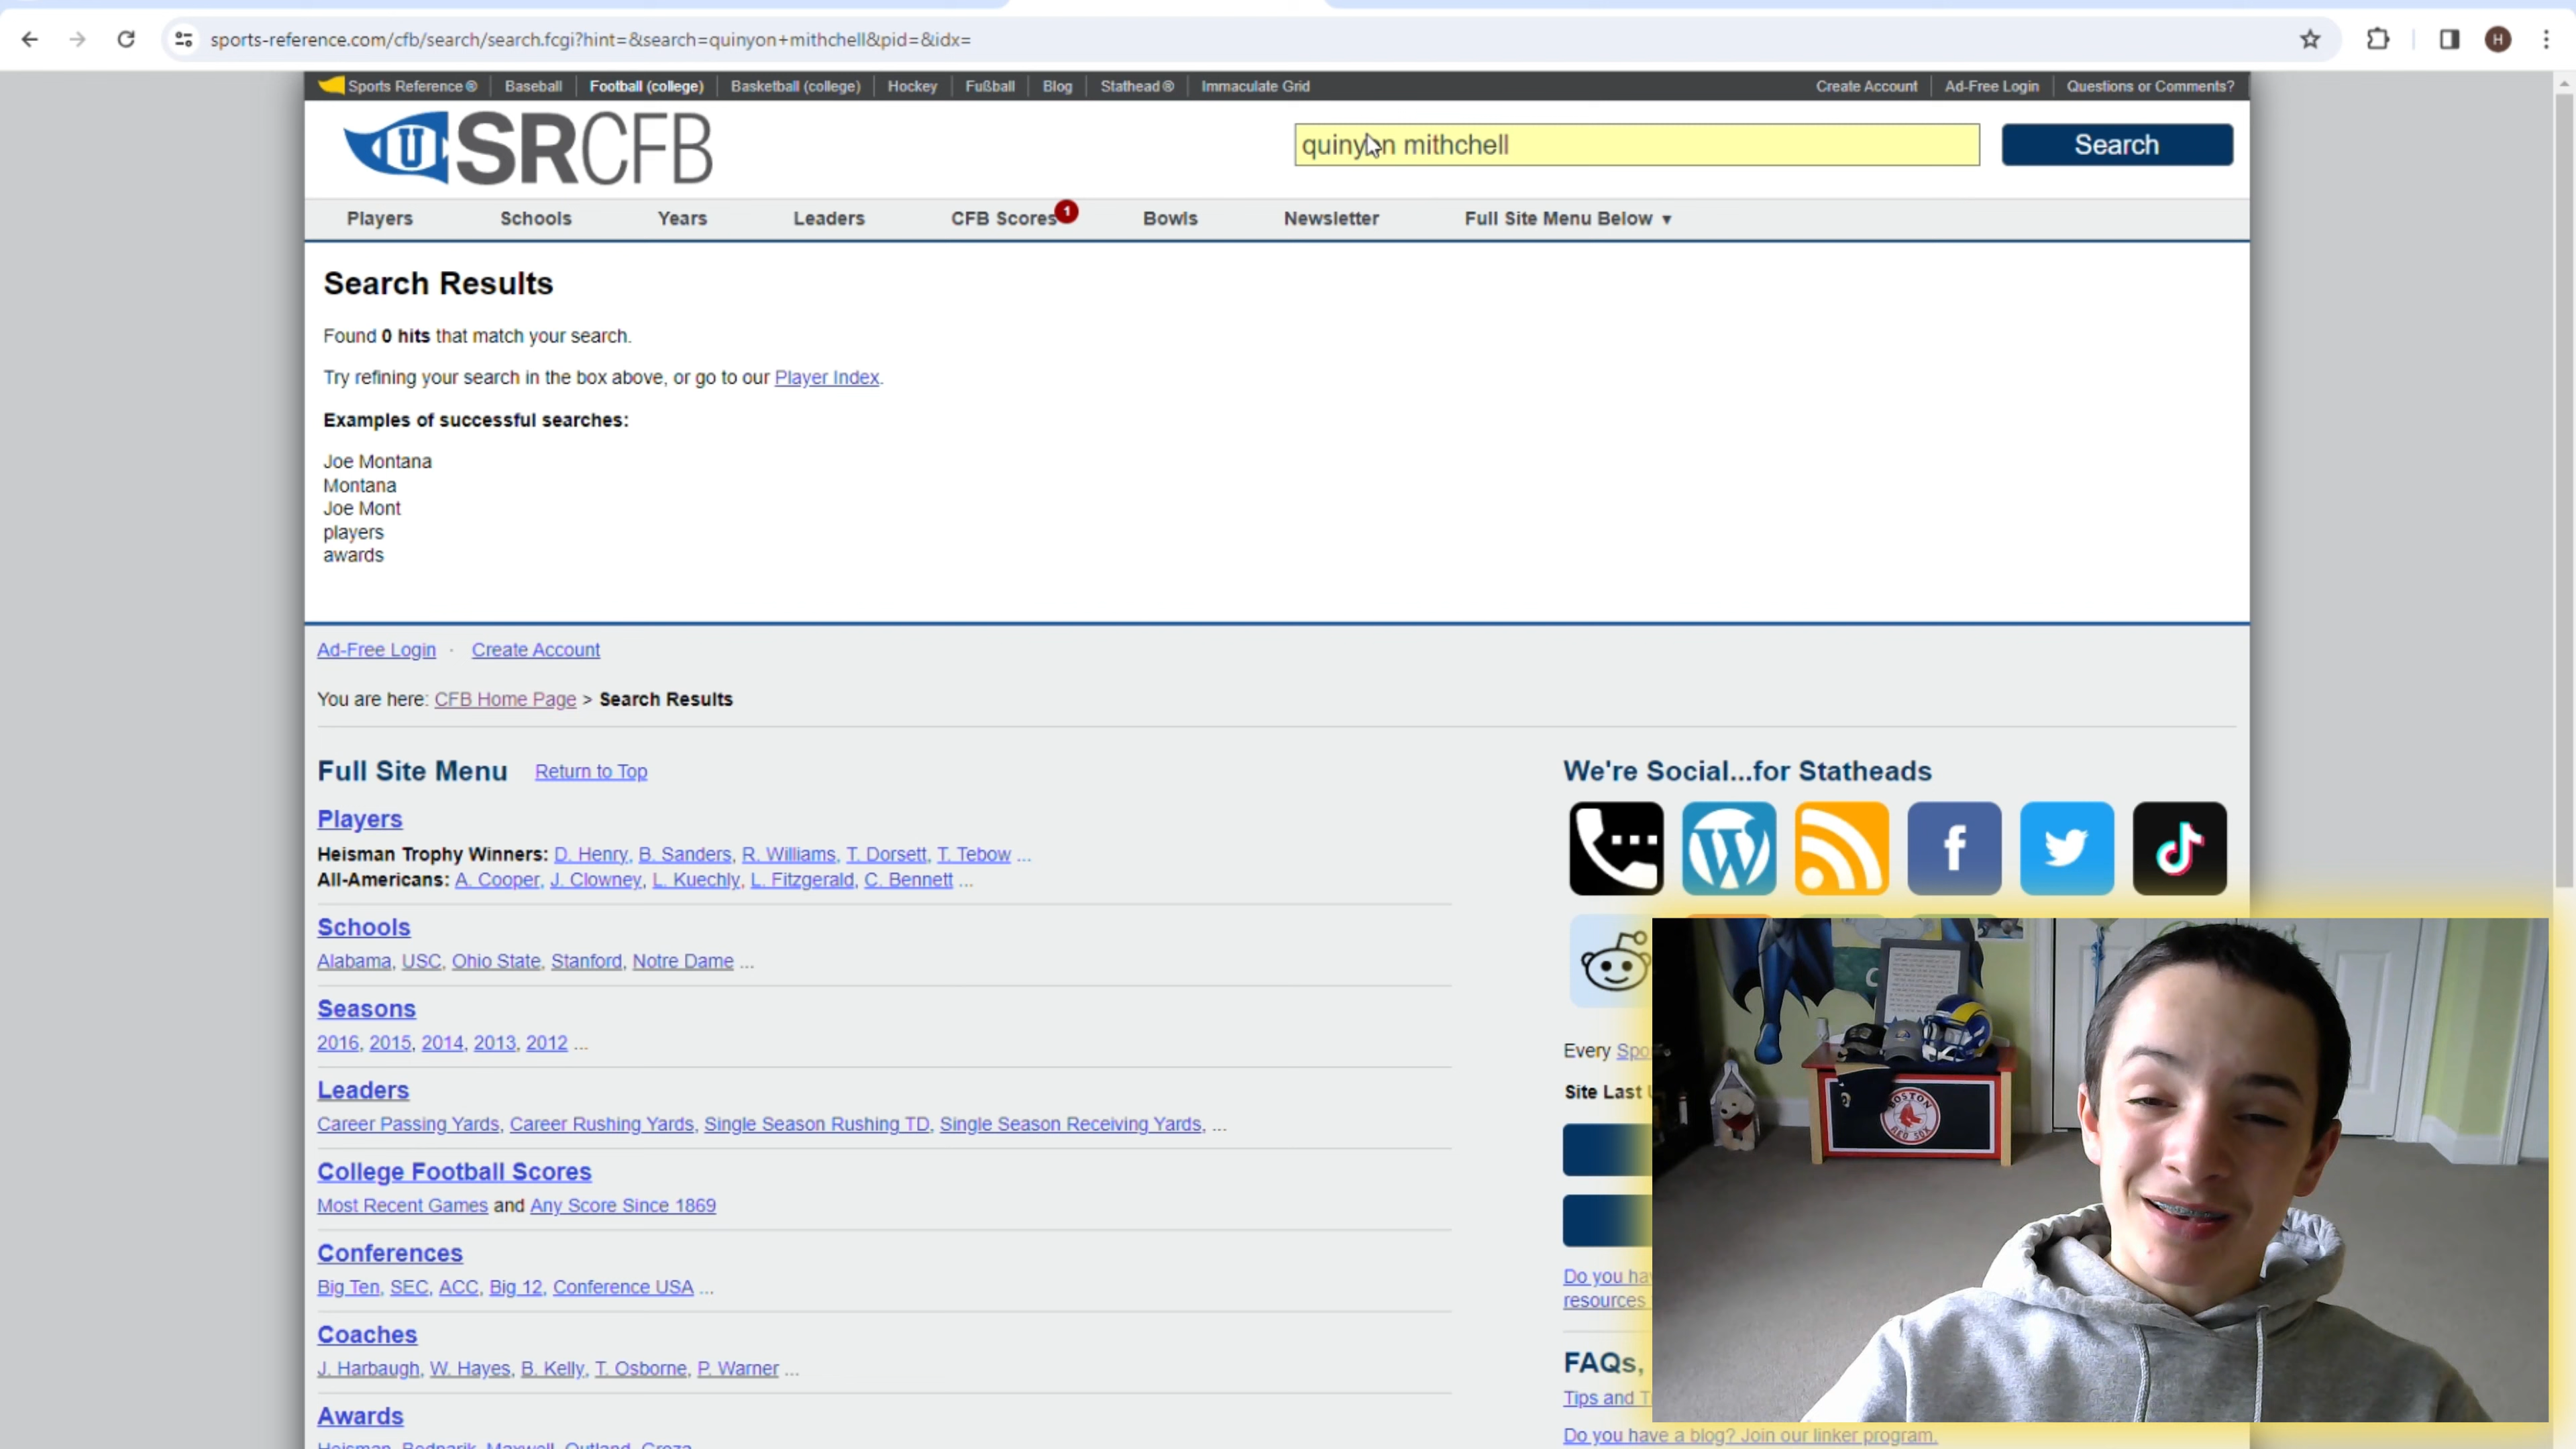 sports-reference.com/cfb/search/search.fcgi?hint=&search=quinyon+mithchell&pid=&idx=
H
Sports Reference ® Baseball Football (college) Basketball (college) Hockey Fußball Blog Stathead ® Immaculate Grid Create Account Ad-Free Login Questions or Comments?
U SRCFB
quinyon mithchell Search
Players Schools Years Leaders CFB Scores 1 Bowls Newsletter Full Site Menu Below ▼
Search Results
Found 0 hits that match your search.
Try refining your search in the box above, or go to our Player Index.
Examples of successful searches:
Joe Montana
Montana
Joe Mont
players
awards
Ad-Free Login · Create Account
You are here: CFB Home Page > Search Results
Full Site Menu Return to Top
Players
Heisman Trophy Winners: D. Henry, B. Sanders, R. Williams, T. Dorsett, T. Tebow ...
All-Americans: A. Cooper, J. Clowney, L. Kuechly, L. Fitzgerald, C. Bennett ...
Schools
Alabama, USC, Ohio State, Stanford, Notre Dame ...
Seasons
2016, 2015, 2014, 2013, 2012 ...
Leaders
Career Passing Yards, Career Rushing Yards, Single Season Rushing TD, Single Season Receiving Yards, ...
College Football Scores
Most Recent Games and Any Score Since 1869
Conferences
Big Ten, SEC, ACC, Big 12, Conference USA ...
Coaches
J. Harbaugh, W. Hayes, B. Kelly, T. Osborne, P. Warner ...
Awards
Heisman, Bednarik, Maxwell, Outland, Groza
We're Social...for Statheads
Every Spo
Site Last
Do you ha
resources
FAQs,
Tips and T
Do you have a blog? Join our linker program.
BOSTON
RED SOX